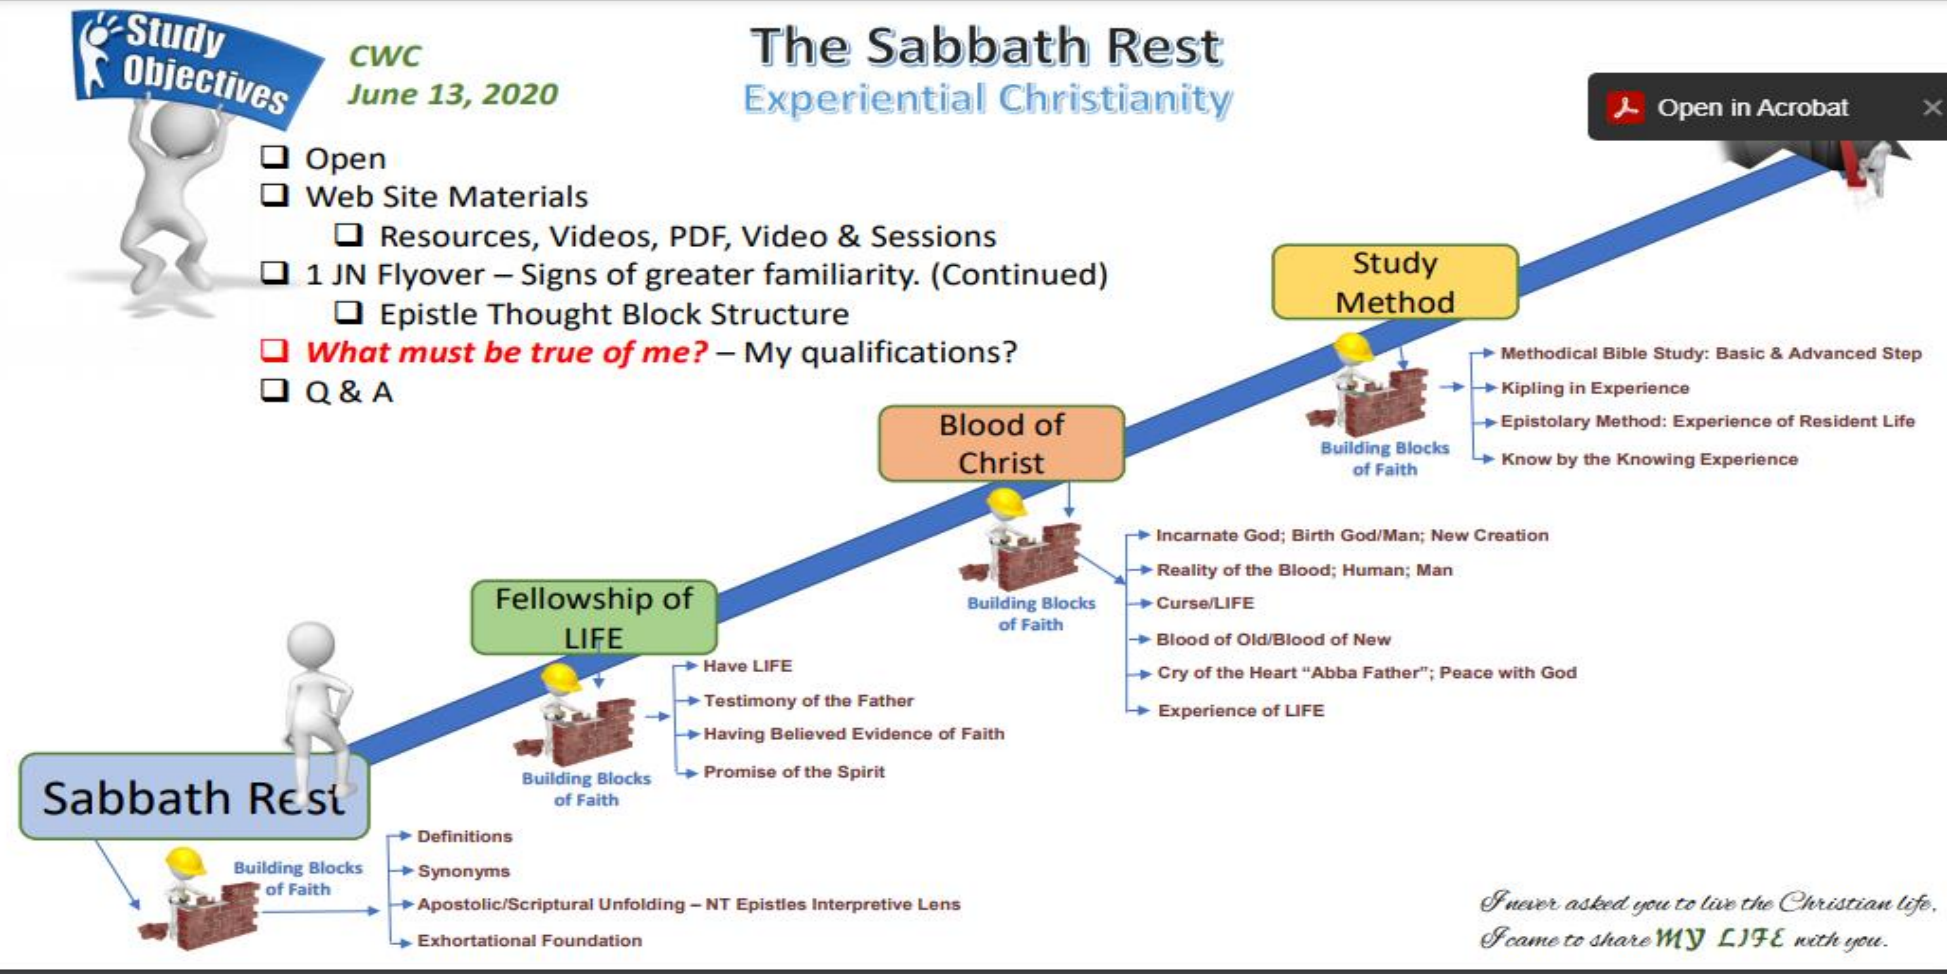 Study
Objectives
CWC
June 13, 2020
The Sabbath Rest
Experiential Christianity
Open in Acrobat
Open
Web Site Materials
Resources, Videos, PDF, Video & Sessions
1 JN Flyover – Signs of greater familiarity. (Continued)
Epistle Thought Block Structure
What must be true of me? – My qualifications?
Q & A
Study
Method
Building Blocks
of Faith
Methodical Bible Study: Basic & Advanced Step
Kipling in Experience
Epistolary Method: Experience of Resident Life
Know by the Knowing Experience
Blood of
Christ
Building Blocks
of Faith
Incarnate God; Birth God/Man; New Creation
Reality of the Blood; Human; Man
Curse/LIFE
Blood of Old/Blood of New
Cry of the Heart “Abba Father”; Peace with God
Experience of LIFE
Fellowship of
LIFE
Building Blocks
of Faith
Have LIFE
Testimony of the Father
Having Believed Evidence of Faith
Promise of the Spirit
Sabbath Rest
Building Blocks
of Faith
Definitions
Synonyms
Apostolic/Scriptural Unfolding – NT Epistles Interpretive Lens
Exhortational Foundation
I never asked you to live the Christian life,
I came to share MY LIFE with you.